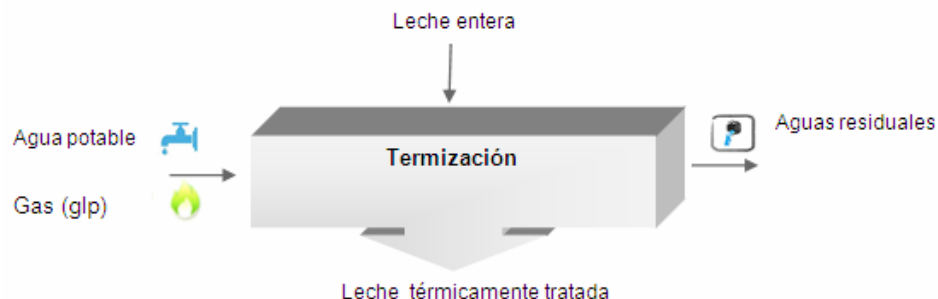 Leche entera
Agua potable
Aguas residuales
Termización
Gas (glp)
Leche térmicamente tratada